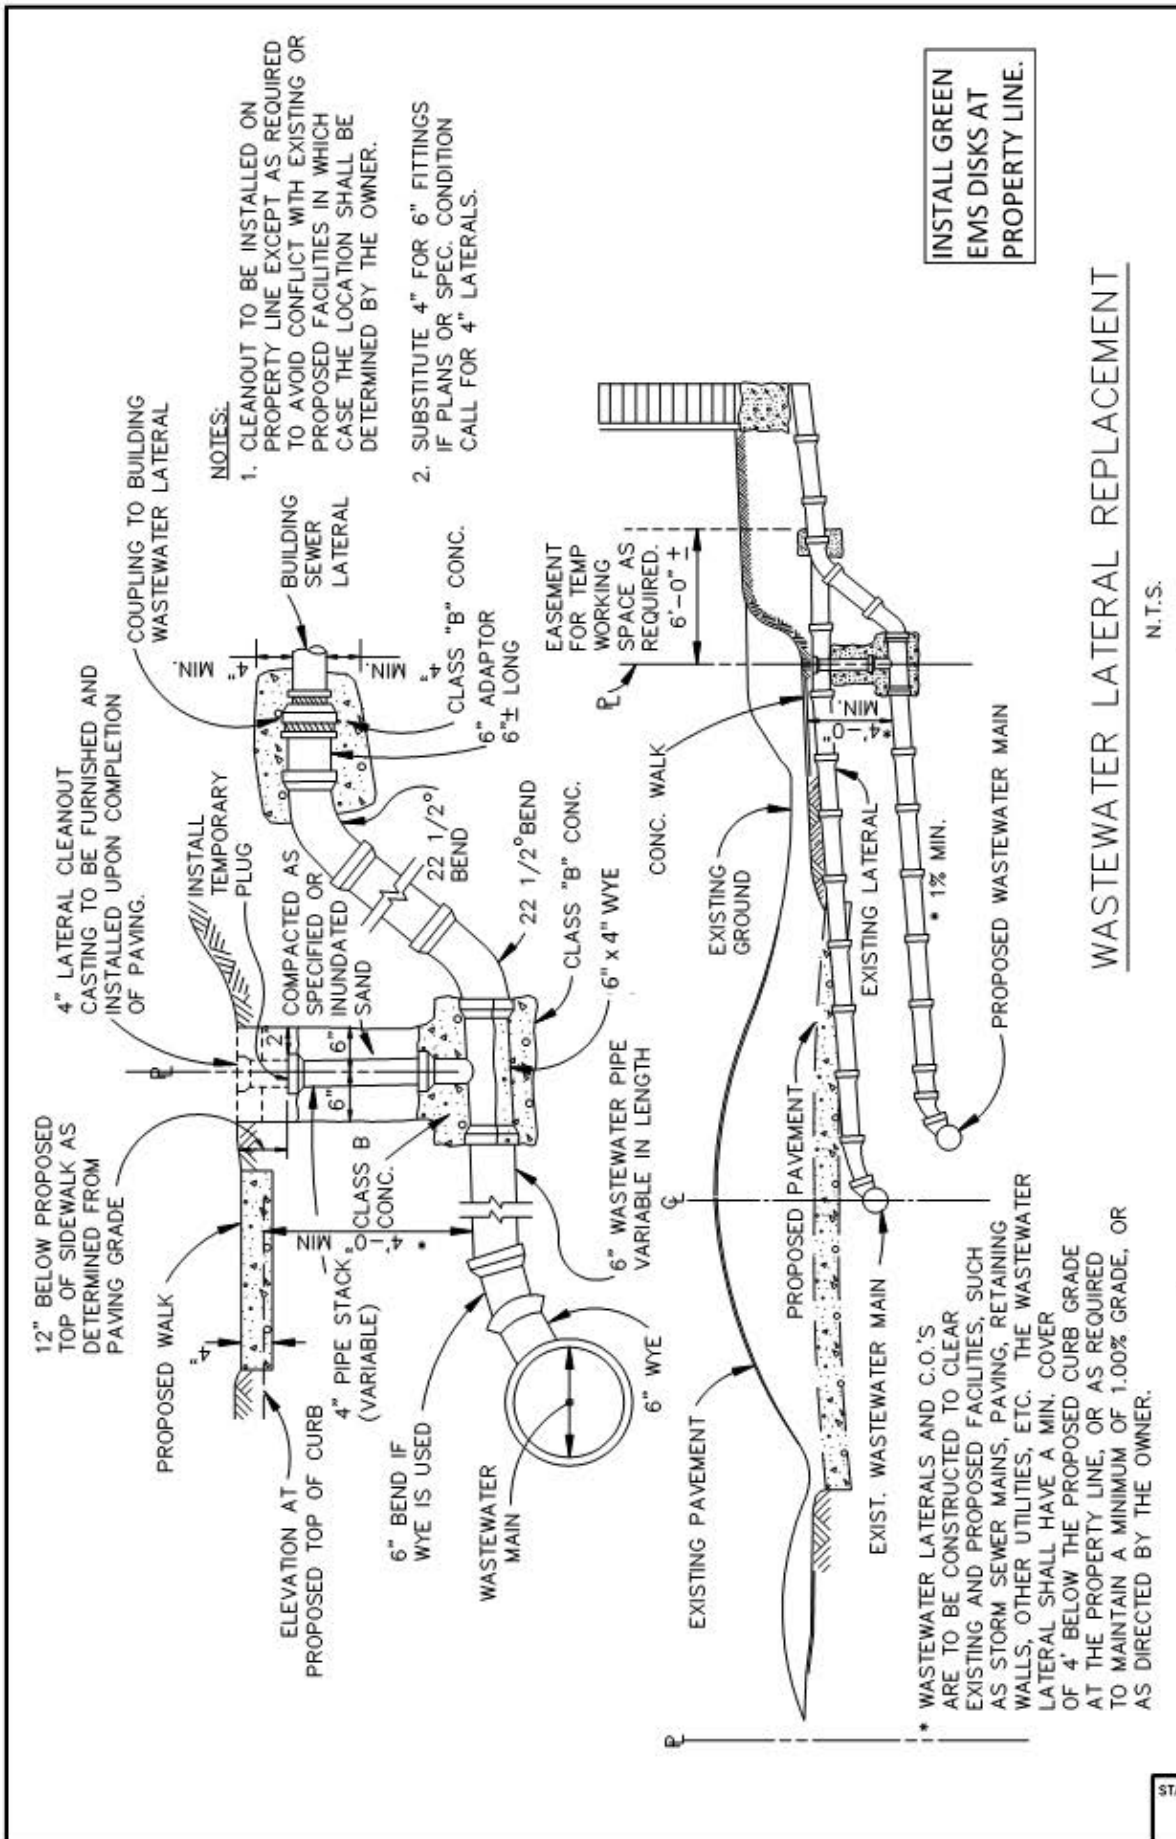 12" BELOW PROPOSED
TOP OF SIDEWALK AS
DETERMINED FROM
PAVING GRADE
4" LATERAL CLEANOUT
CASTING TO BE FURNISHED AND
INSTALLED UPON COMPLETION
OF PAVING.
COUPLING TO BUILDING
WASTEWATER LATERAL
PROPOSED WALK
PL
INSTALL
TEMPORARY
PLUG
BUILDING
SEWER
LATERAL
4"
2"
COMPACTED AS
SPECIFIED OR
INUNDATED
SAND
4"
MIN.
MIN.
4"
ELEVATION AT
PROPOSED TOP OF CURB
6"
6"
4" PIPE STACK
(VARIABLE)
* 4'-0"
MIN
CLASS B
CONC.
22 1/2°
BEND
CLASS "B" CONC.
6" ADAPTOR
6"± LONG
6" BEND IF
WYE IS USED
22 1/2° BEND
CLASS "B" CONC.
6" x 4" WYE
WASTEWATER
MAIN
6" WYE
6" WASTEWATER PIPE
VARIABLE IN LENGTH
NOTES:
1. CLEANOUT TO BE INSTALLED ON
PROPERTY LINE EXCEPT AS REQUIRED
TO AVOID CONFLICT WITH EXISTING OR
PROPOSED FACILITIES IN WHICH
CASE THE LOCATION SHALL BE
DETERMINED BY THE OWNER.
2. SUBSTITUTE 4" FOR 6" FITTINGS
IF PLANS OR SPEC. CONDITION
CALL FOR 4" LATERALS.
EASEMENT
FOR TEMP
WORKING
SPACE AS
REQUIRED.
6'-0" ±
PL
CONC. WALK
EXISTING
GROUND
EXISTING PAVEMENT
PL
CL
PROPOSED PAVEMENT
*4'-0"
MIN.
EXISTING LATERAL
EXIST. WASTEWATER MAIN
* 1% MIN.
PROPOSED WASTEWATER MAIN
* WASTEWATER LATERALS AND C.O.'S
ARE TO BE CONSTRUCTED TO CLEAR
EXISTING AND PROPOSED FACILITIES, SUCH
AS STORM SEWER MAINS, PAVING, RETAINING
WALLS, OTHER UTILITIES, ETC. THE WASTEWATER
LATERAL SHALL HAVE A MIN. COVER
OF 4' BELOW THE PROPOSED CURB GRADE
AT THE PROPERTY LINE, OR AS REQUIRED
TO MAINTAIN A MINIMUM OF 1.00% GRADE, OR
AS DIRECTED BY THE OWNER.
INSTALL GREEN
EMS DISKS AT
PROPERTY LINE.
WASTEWATER LATERAL REPLACEMENT
N.T.S.